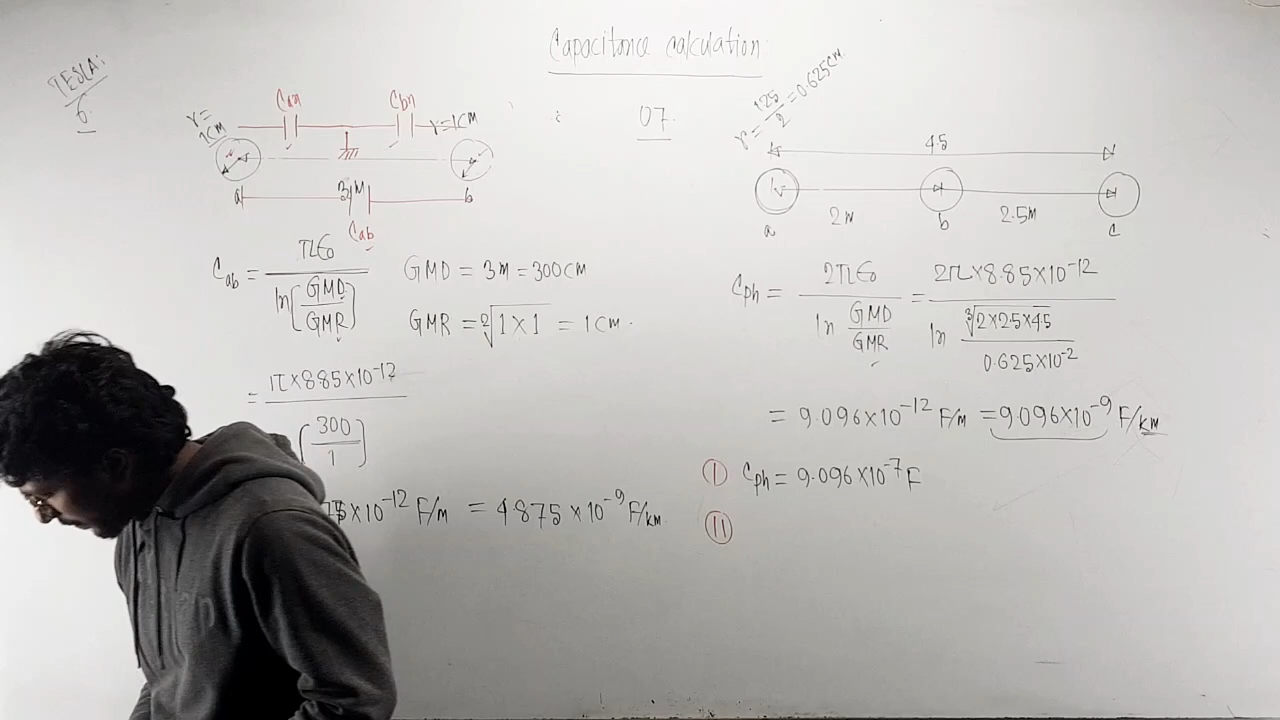 Capacitance calculation
TESLA:
6.
Can Cbn
r= 1cm r=1cm
3M
a b
Cab
Cab = πε₀ / ln[GMD/GMR]
GMD = 3m = 300cm
GMR = ²√1×1 = 1cm.
= π×8.85×10⁻¹² / [300/1]
×10⁻¹² F/m = 4.875×10⁻⁹ F/km
: 07.
r = 1.25/2 = 0.625cm.
4.5
r
2m 2.5m
a b c
Cph = 2πε₀ / ln GMD/GMR = 2π×8.85×10⁻¹² / ln ³√2×2.5×4.5 / 0.625×10⁻²
= 9.096×10⁻¹² F/m = 9.096×10⁻⁹ F/km
(I) Cph = 9.096×10⁻⁷ F
(II)